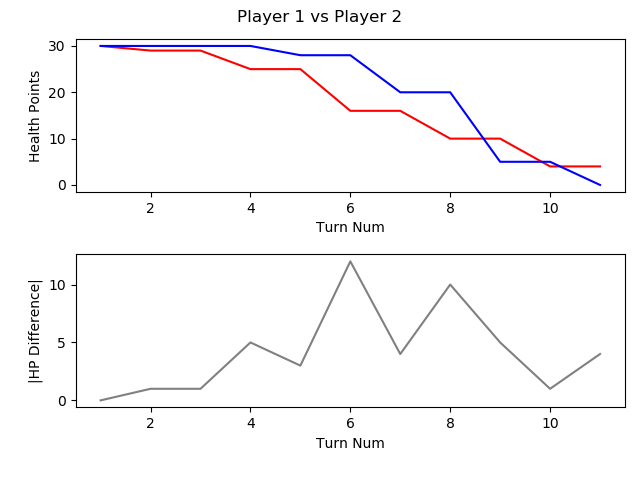 Player 1 vs Player 2
Health Points
30
20
10
0
2 4 6 8 10
Turn Num
|HP Difference|
10
5
0
2 4 6 8 10
Turn Num